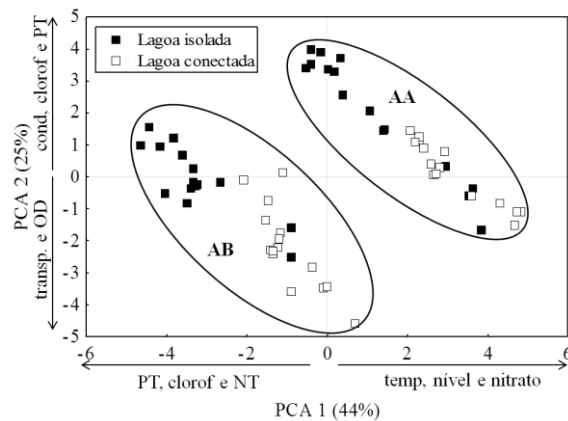 5
4
3
2
1
0
-1
-2
-3
-4
-5
PCA 2 (25%)
cond, clorof e PT
transp. e OD
Lagoa isolada
Lagoa conectada
AA
AB
-6
-4
-2
0
2
4
6
PT, clorof e NT
temp, nível e nitrato
PCA 1 (44%)